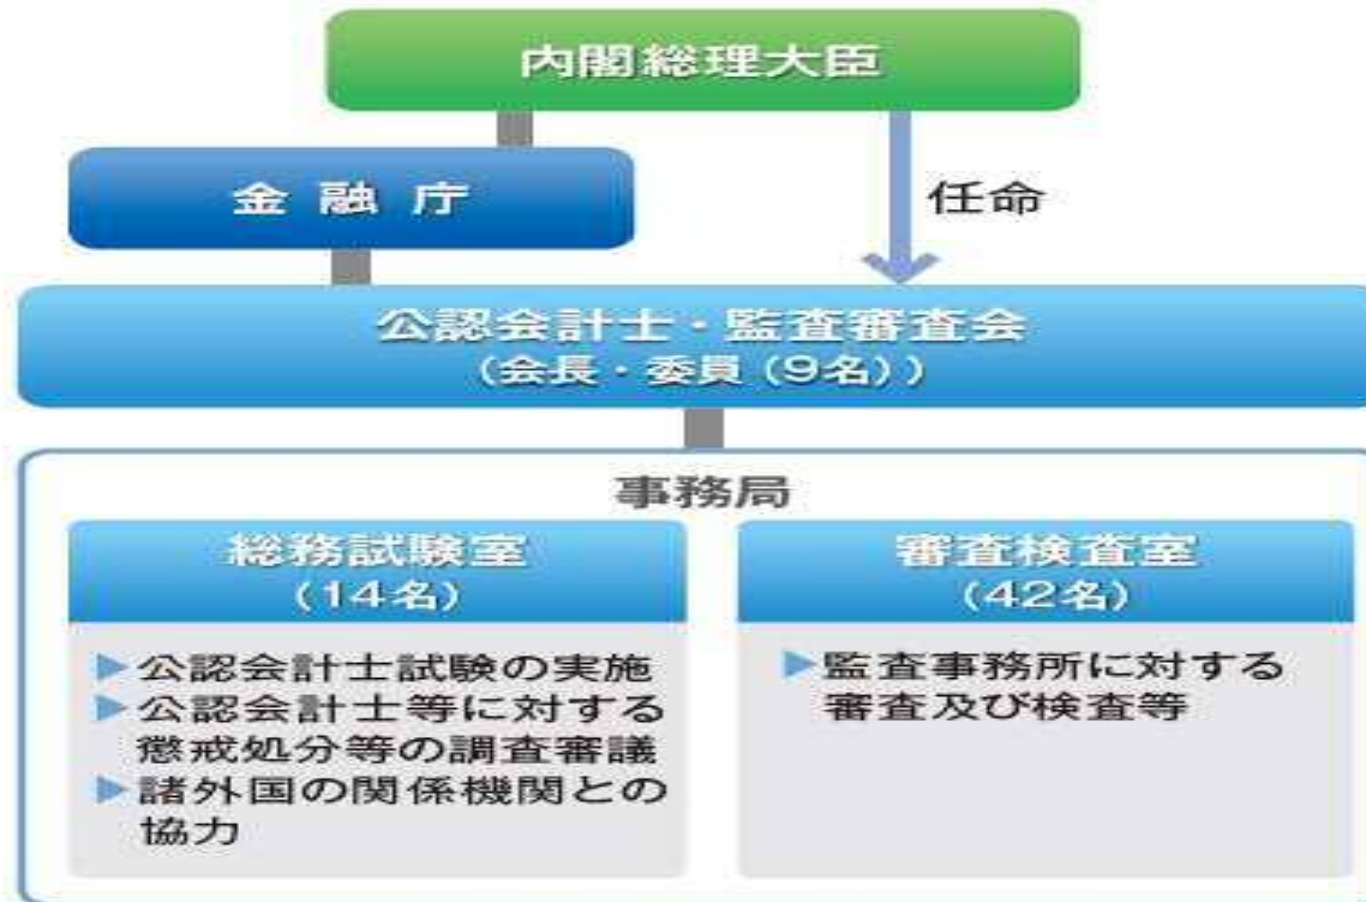 内閣総理大臣
金融庁
任命
公認会計士・監査審査会
(会長・委員(9名))
事務局
総務試験室
(14名)
▶公認会計士試験の実施
▶公認会計士等に対する
懲戒処分等の調査審議
▶諸外国の関係機関との
協力
審査検査室
(42名)
▶監査事務所に対する
審査及び検査等